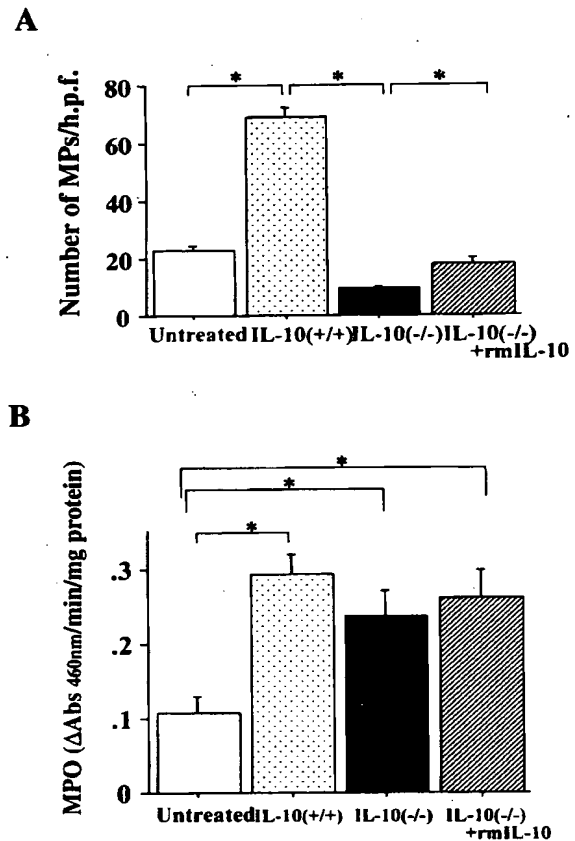 A
* * *
80
60
40
20
0
Number of MPs/h.p.f.
Untreated IL-10(+/+) IL-10(-/-) IL-10(-/-)
+rmIL-10
B
*
*
*
.3
.2
.1
0
MPO (ΔAbs 460nm/min/mg protein)
Untreated IL-10(+/+) IL-10(-/-) IL-10(-/-)
+rmIL-10